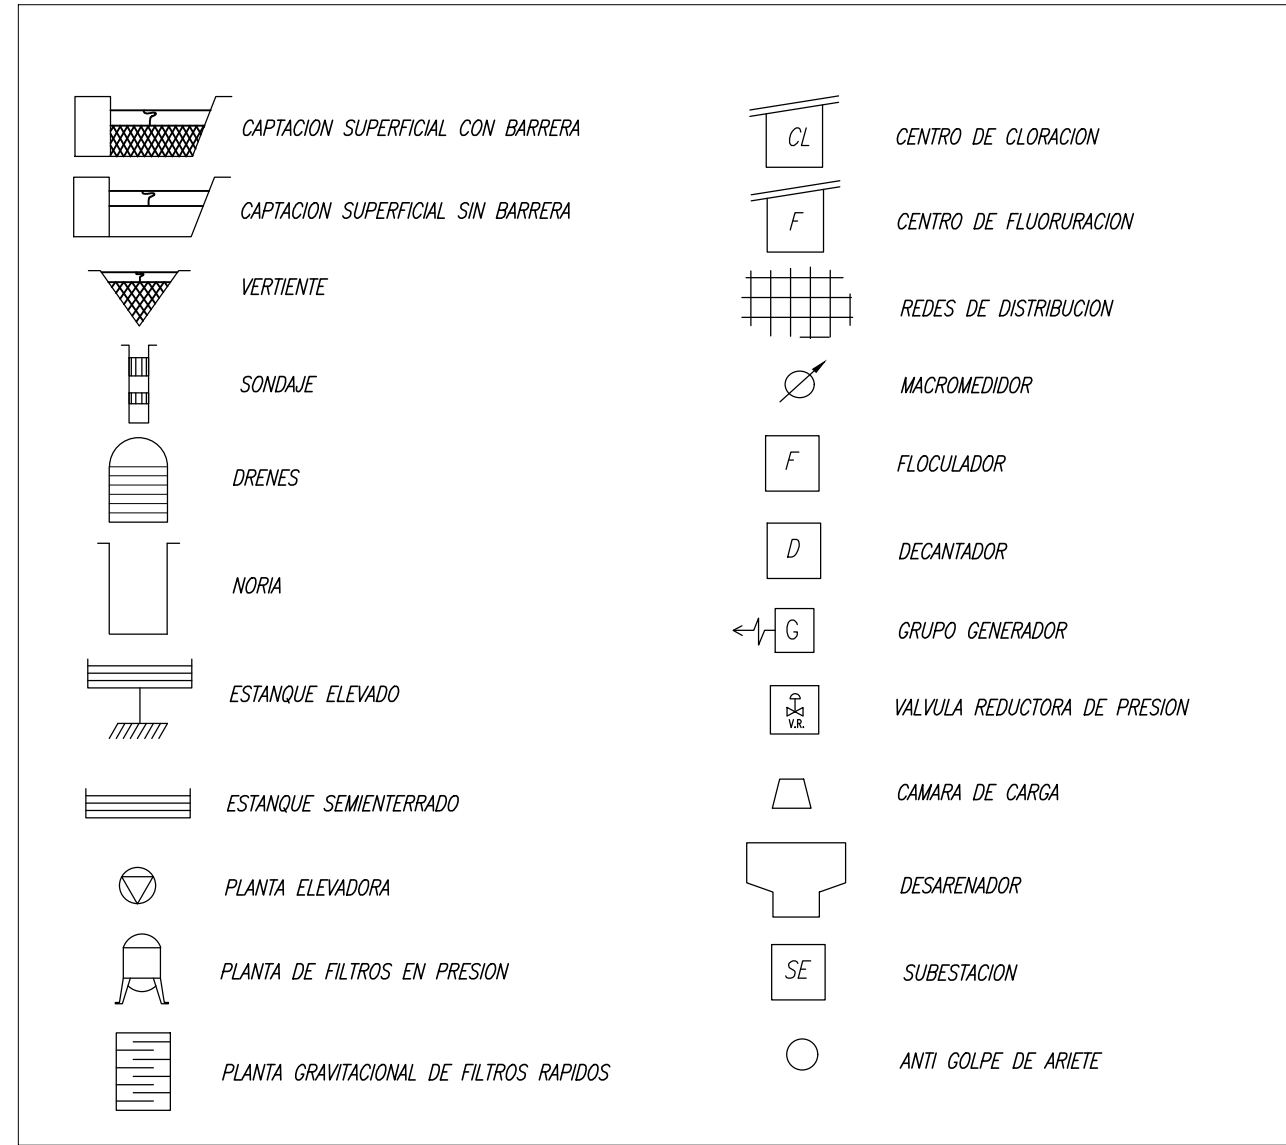 CAPTACION SUPERFICIAL CON BARRERA
CAPTACION SUPERFICIAL SIN BARRERA
VERTIENTE
SONDAJE
DRENES
NORIA
ESTANQUE ELEVADO
ESTANQUE SEMIENTERRADO
PLANTA ELEVADORA
PLANTA DE FILTROS EN PRESION
PLANTA GRAVITACIONAL DE FILTROS RAPIDOS
CL CENTRO DE CLORACION
F CENTRO DE FLUORURACION
REDES DE DISTRIBUCION
MACROMEDIDOR
F FLOCULADOR
D DECANTADOR
G GRUPO GENERADOR
V.R. VALVULA REDUCTORA DE PRESION
CAMARA DE CARGA
DESARENADOR
SE SUBESTACION
ANTI GOLPE DE ARIETE